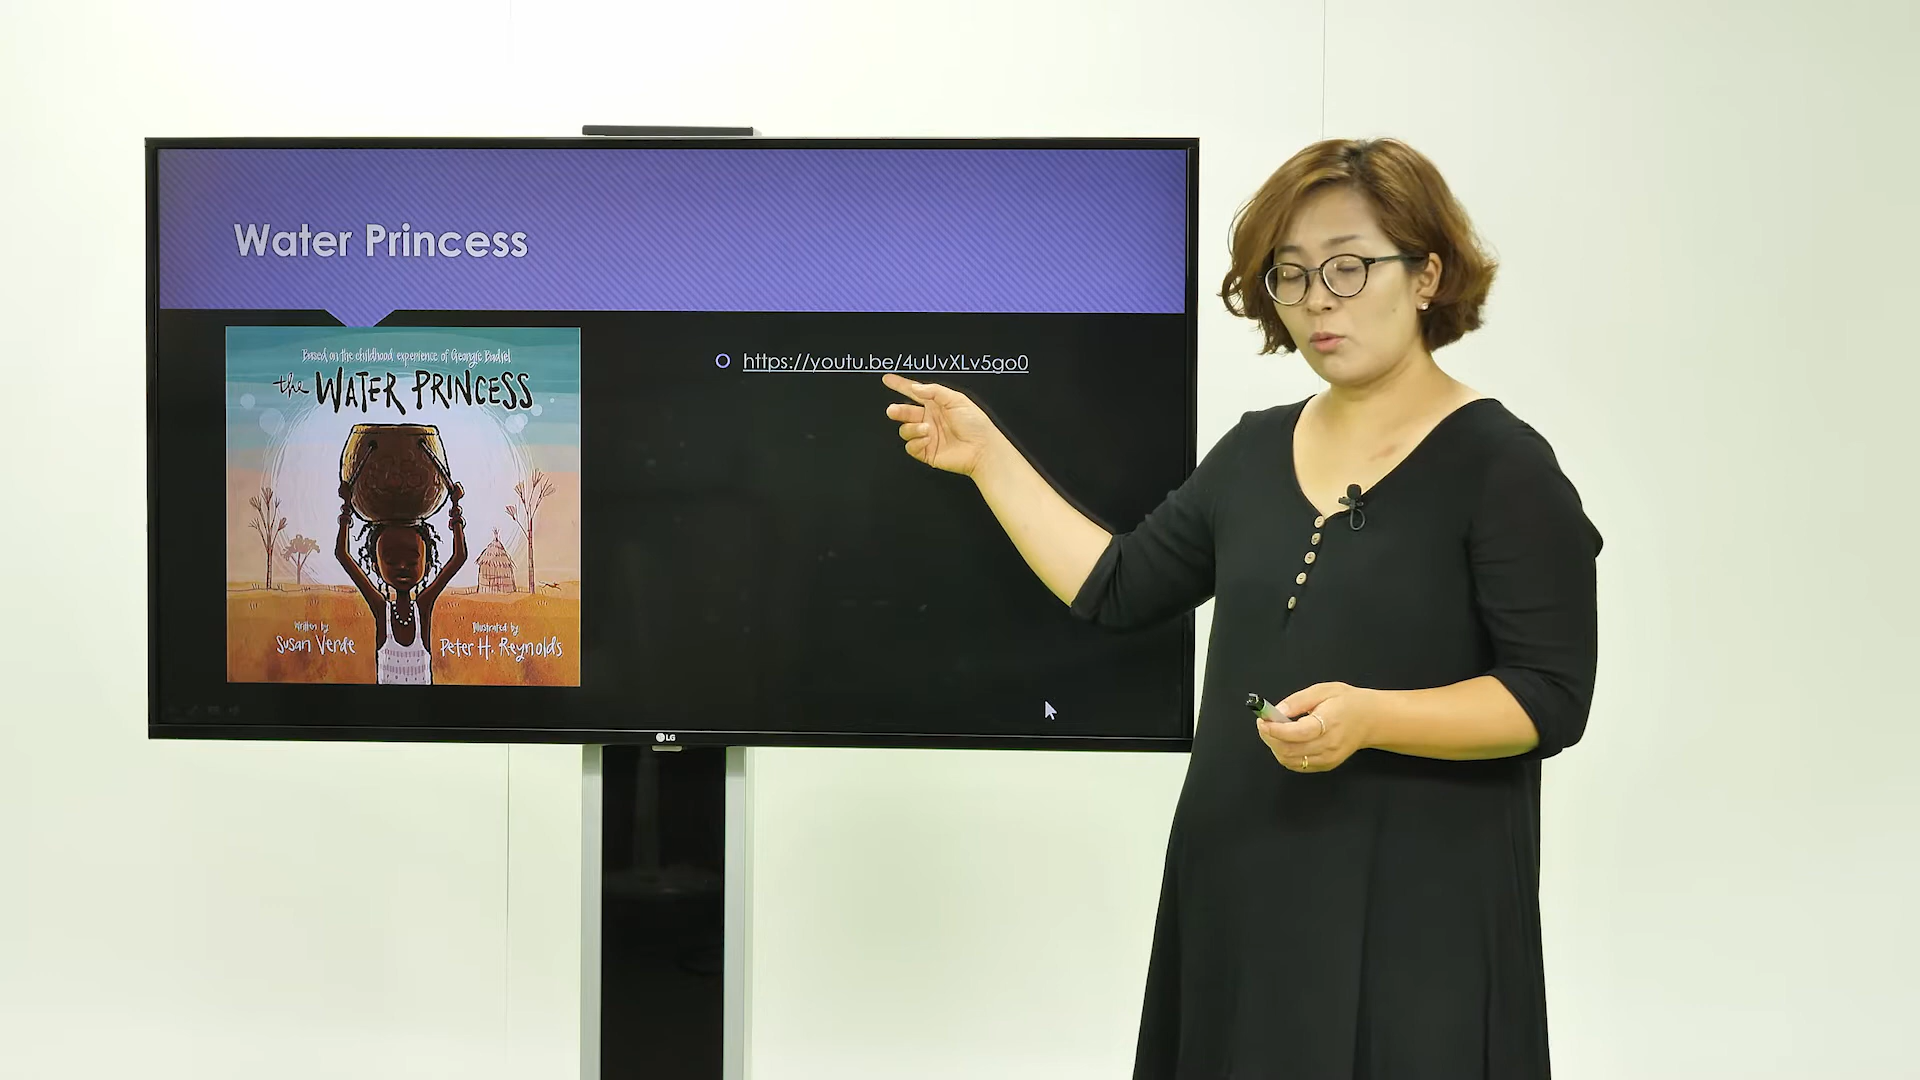 Water Princess
Based on the childhood experience of Georgie Badiel
the WATER PRINCESS
Written by
Susan Verde
Illustrated by
Peter H. Reynolds
https://youtu.be/4uUvXLv5go0
LG